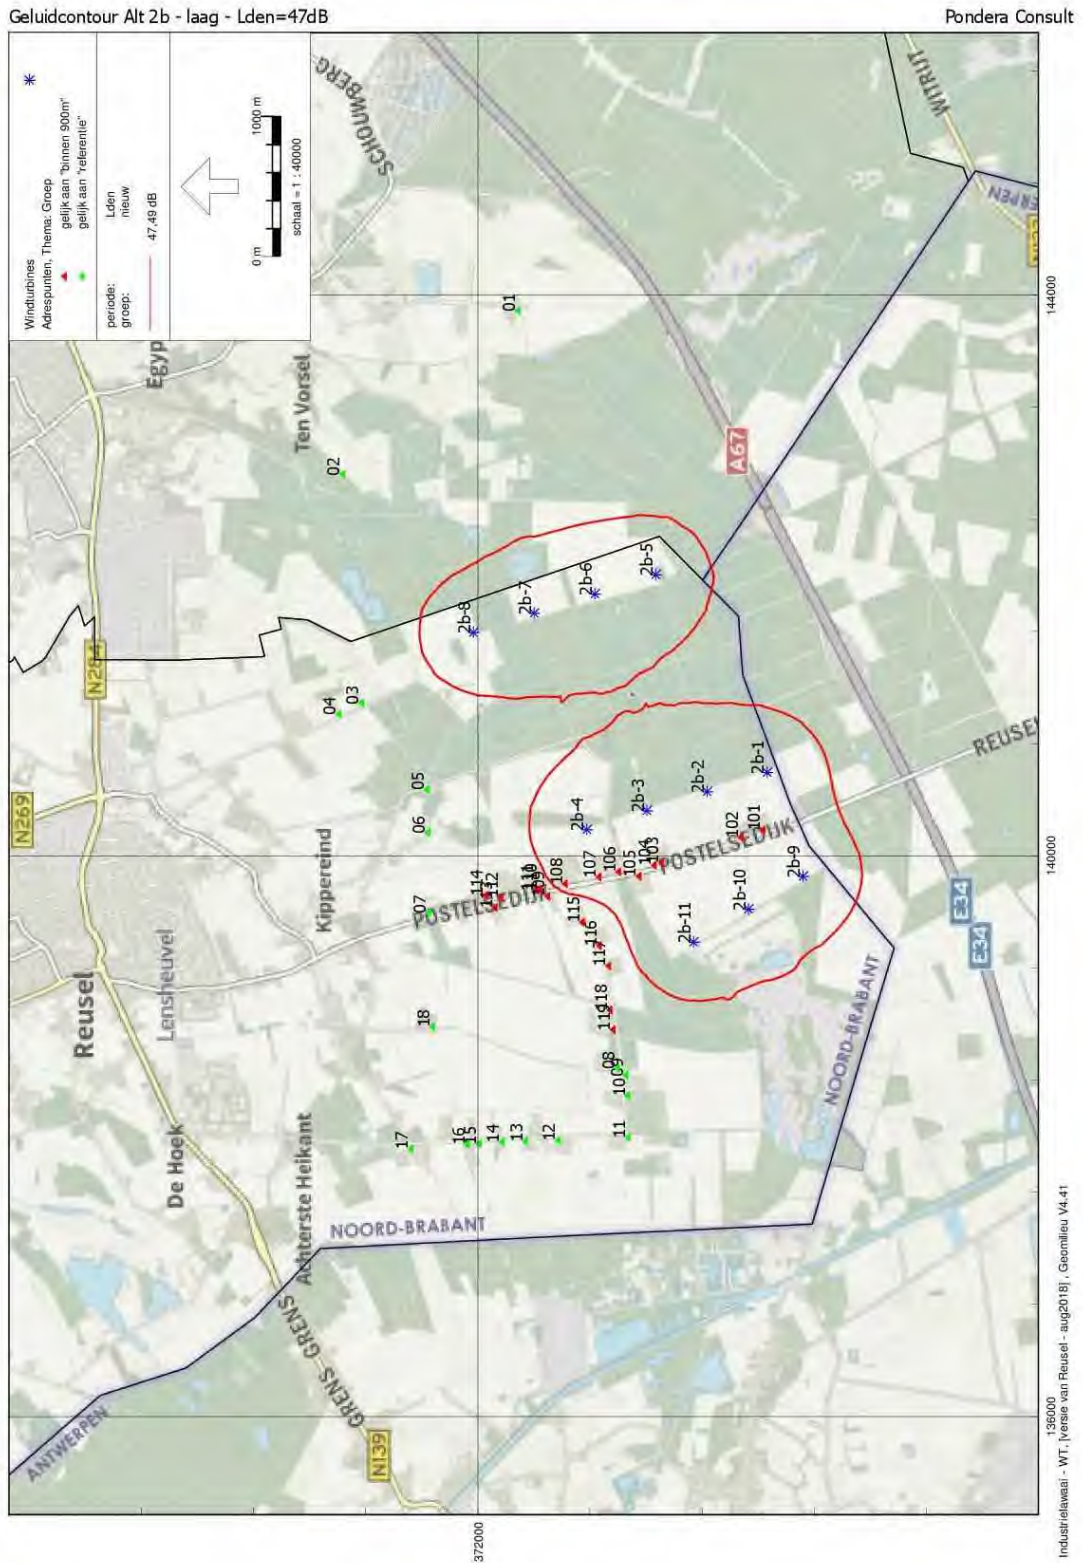 Geluidcontour Alt 2b - laag - Lden=47dB
Pondera Consult
Windturbines
Adrespunten, Thema: Groep
gelijk aan "binnen 900m"
gelijk aan "referentie"
periode: Lden
groep: nieuw
47,49 dB
0 m
1000 m
schaal = 1 : 40000
SCHOUWBERG
WITRIJT
N284
N269
Egyp
Ten Vorsel
Kippereind
Reusel
Lensheuvel
De Hoek
Achterste Heikant
NOORD-BRABANT
NOORD-BRABANT
ANTWERPEN
GRENS
GRENS
N139
A67
E34
E34
REUSEL
POSTELSEDIJK
POSTELSEDIJK
ERPEN
01
02
03
04
05
06
07
18
17
16
15
14
13
12
11
10
09
08
2b-8
2b-7
2b-6
2b-5
2b-4
2b-3
2b-2
2b-1
2b-9
2b-10
2b-11
101
102
103
104
105
106
107
108
112
114
115
116
117
118
119
144000
140000
136000
372000
Industrielawaai - WT, [versie van Reusel - aug2018] , Geomilieu V4.41